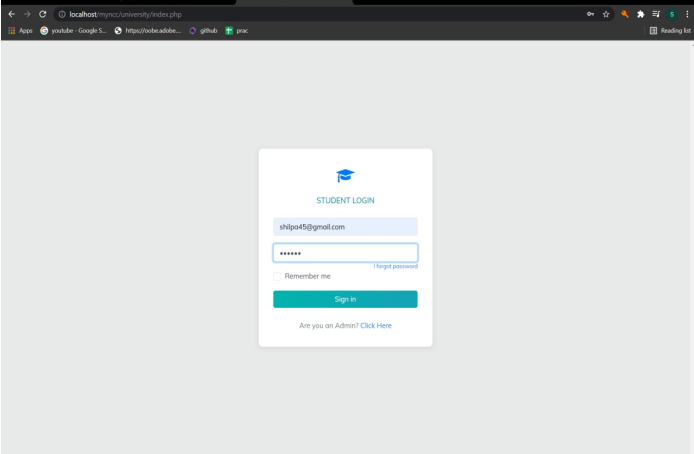 localhost/myncc/university/index.php
S
Apps youtube - Google S... https://oobe.adobe... github prac Reading list
STUDENT LOGIN
shilpa45@gmail.com
••••••
I forgot password
Remember me
Sign in
Are you an Admin? Click Here